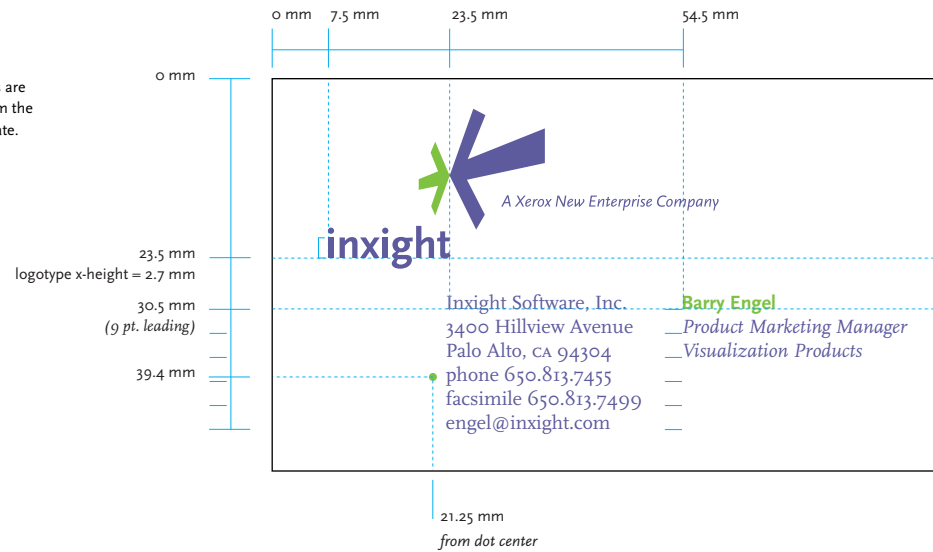 0 mm 7.5 mm 23.5 mm 54.5 mm
0 mm
are
the
A Xerox New Enterprise Company
inxight
23.5 mm
logotype x-height = 2.7 mm
30.5 mm
(9 pt. leading)
39.4 mm
Inxight Software, Inc.
3400 Hillview Avenue
Palo Alto, CA 94304
phone 650.813.7455
facsimile 650.813.7499
engel@inxight.com
Barry Engel
Product Marketing Manager
Visualization Products
21.25 mm
from dot center